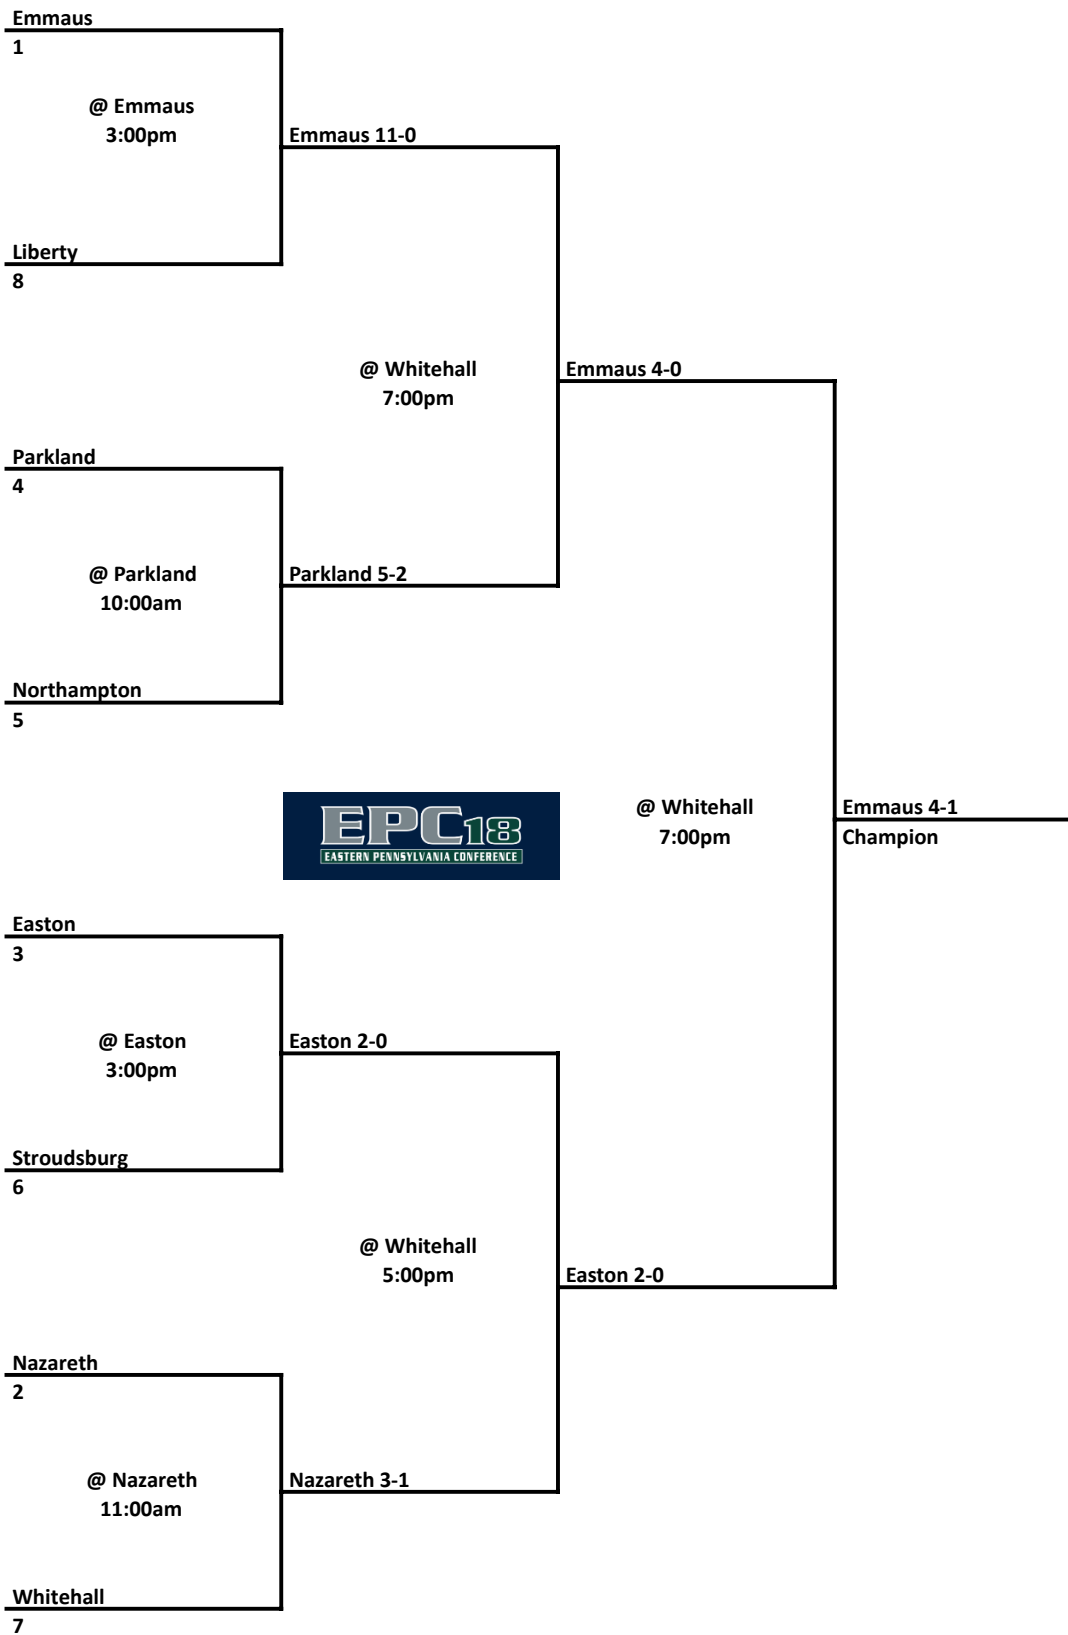 Emmaus
1
@ Emmaus
3:00pm
Emmaus 11-0
Liberty
8
@ Whitehall
7:00pm
Emmaus 4-0
Parkland
4
@ Parkland
10:00am
Parkland 5-2
Northampton
5
EPC18
EASTERN PENNSYLVANIA CONFERENCE
@ Whitehall
7:00pm
Emmaus 4-1
Champion
Easton
3
@ Easton
3:00pm
Easton 2-0
Stroudsburg
6
@ Whitehall
5:00pm
Easton 2-0
Nazareth
2
@ Nazareth
11:00am
Nazareth 3-1
Whitehall
7